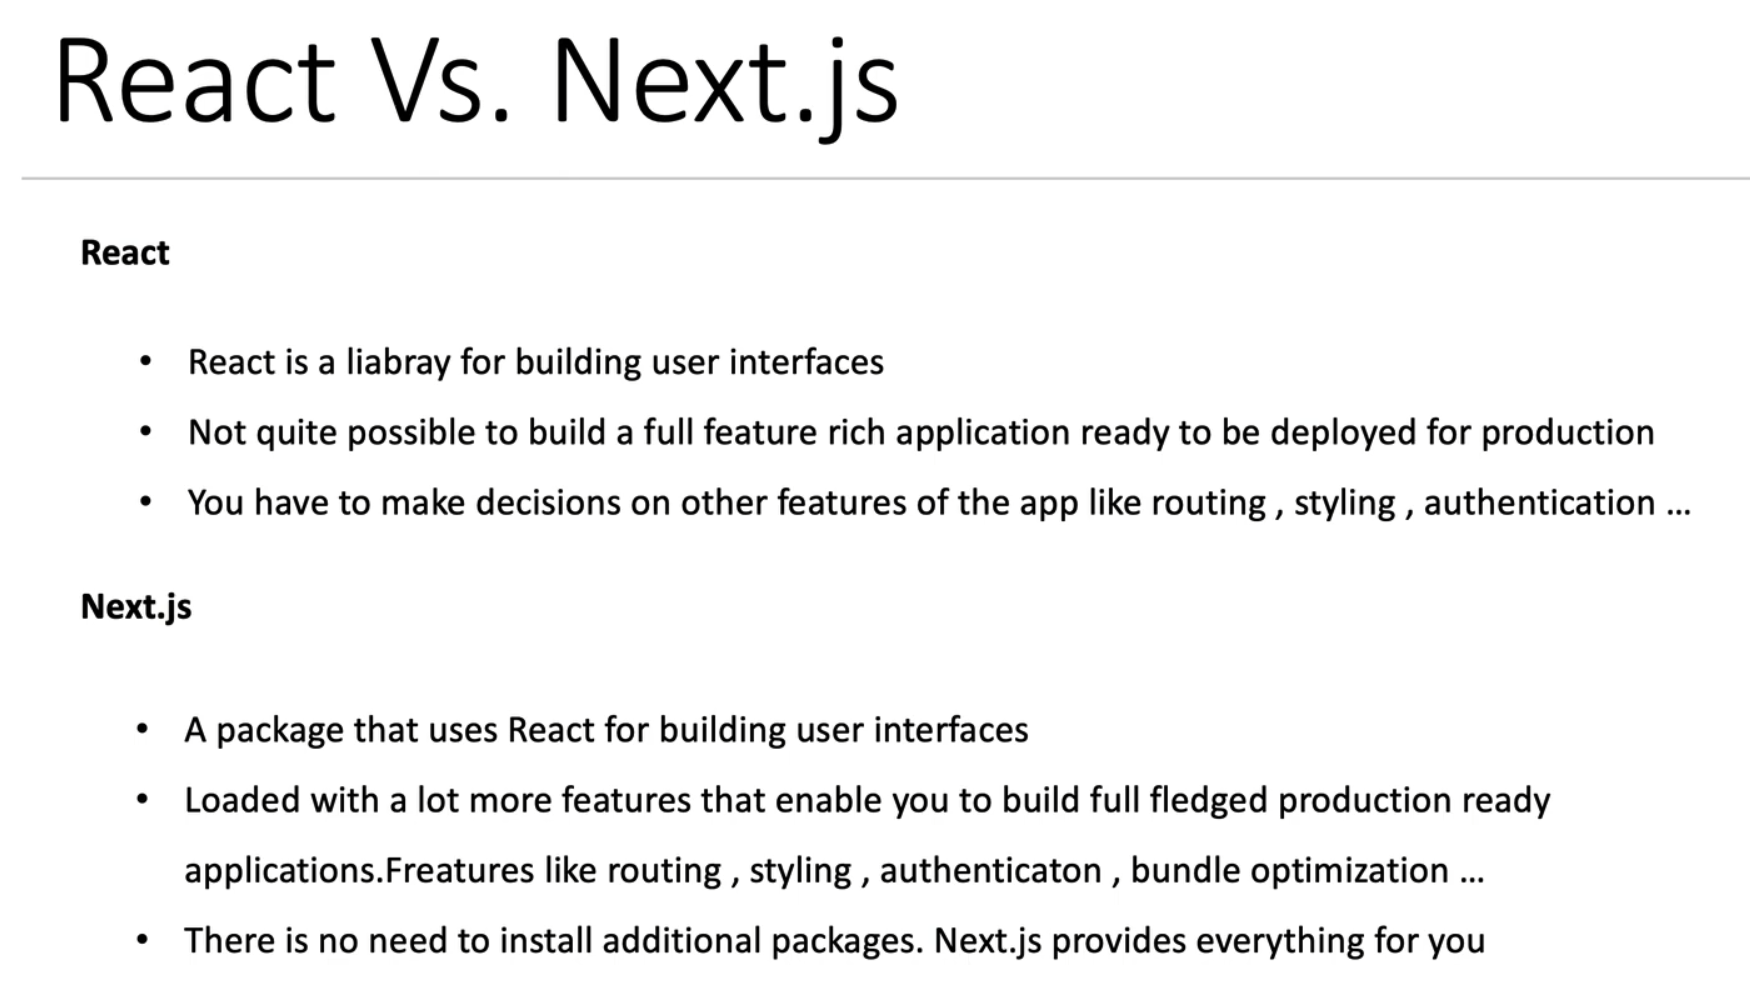 React Vs. Next.js
React
• React is a liabray for building user interfaces
• Not quite possible to build a full feature rich application ready to be deployed for production
• You have to make decisions on other features of the app like routing , styling , authentication ...
Next.js
• A package that uses React for building user interfaces
• Loaded with a lot more features that enable you to build full fledged production ready
applications.Freatures like routing , styling , authenticaton , bundle optimization ...
• There is no need to install additional packages. Next.js provides everything for you